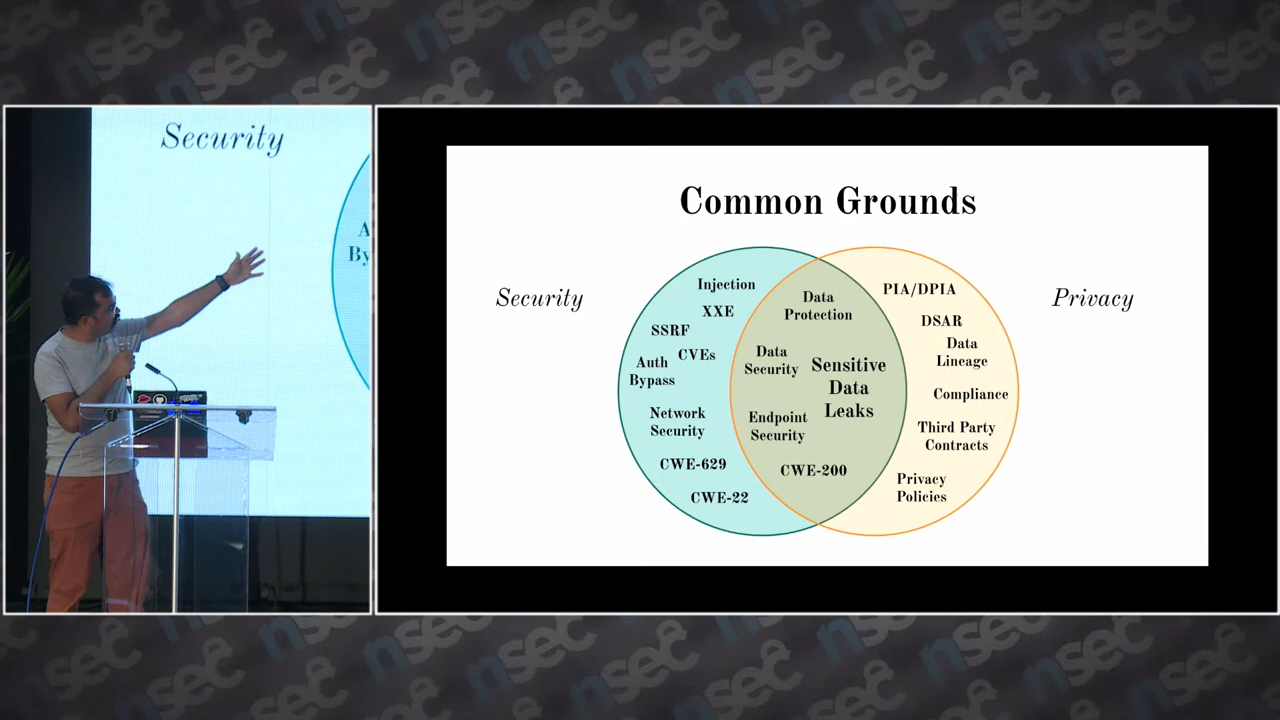 nsec
Security
A
By
Common Grounds
Security
Privacy
Injection
XXE
SSRF
CVEs
Auth
Bypass
Network
Security
CWE-629
CWE-22
Data
Protection
Data
Security
Sensitive
Data
Leaks
Endpoint
Security
CWE-200
PIA/DPIA
DSAR
Data
Lineage
Compliance
Third Party
Contracts
Privacy
Policies